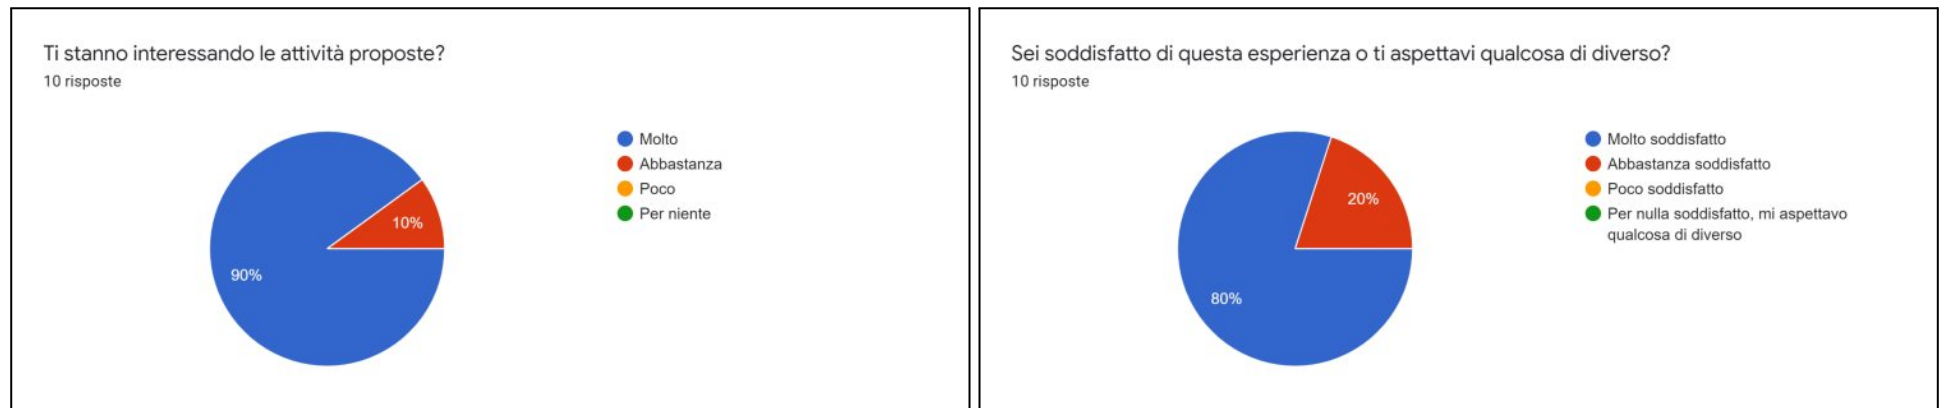 Ti stanno interessando le attività proposte?
10 risposte
Molto
Abbastanza
Poco
Per niente
10%
90%
Sei soddisfatto di questa esperienza o ti aspettavi qualcosa di diverso?
10 risposte
Molto soddisfatto
Abbastanza soddisfatto
Poco soddisfatto
Per nulla soddisfatto, mi aspettavo
qualcosa di diverso
20%
80%